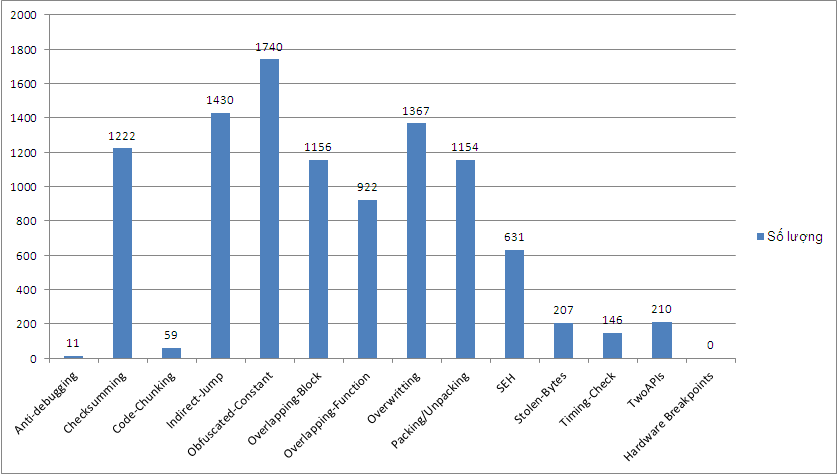 2000
1800
1600
1400
1200
1000
800
600
400
200
0
11
1222
59
1430
1740
1156
922
1367
1154
631
207
146
210
0
Anti-debugging
Checksumming
Code-Chunking
Indirect-Jump
Obfuscated-Constant
Overlapping-Block
Overlapping-Function
Overwritting
Packing/Unpacking
SEH
Stolen-Bytes
Timing-Check
TwoAPIs
Hardware Breakpoints
Số lượng